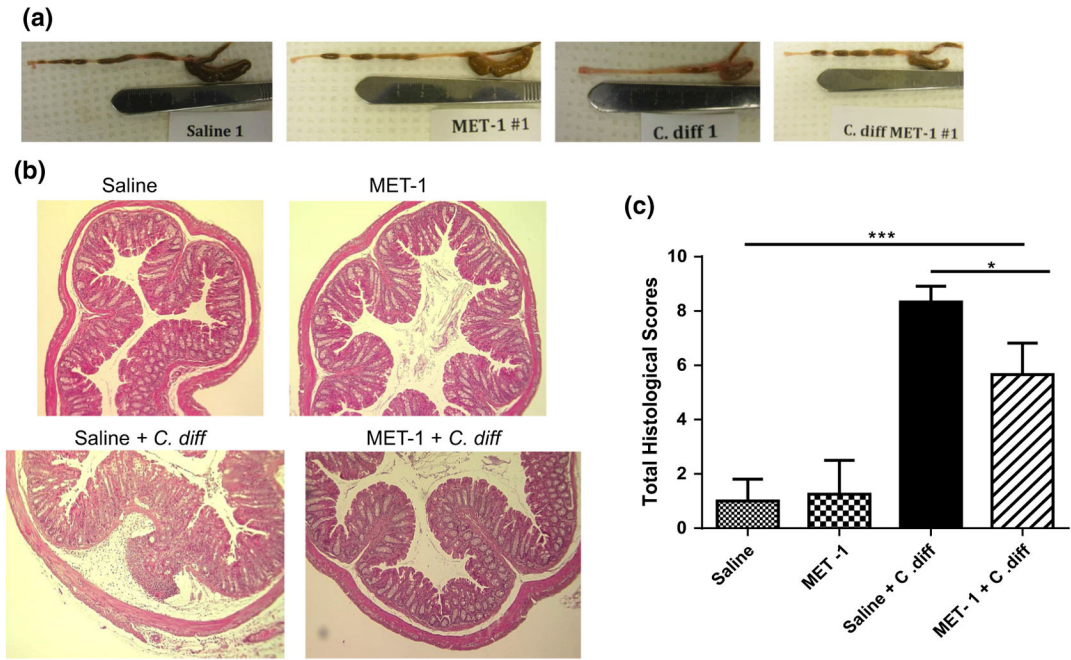 (a)
Saline 1
MET-1 #1
C. diff 1
C. diff MET-1 #1
(b)
Saline
MET-1
Saline + C. diff
MET-1 + C. diff
(c)
***
*
Total Histological Scores
10
8
6
4
2
0
Saline
MET -1
Saline + C .diff
MET- 1 + C .diff